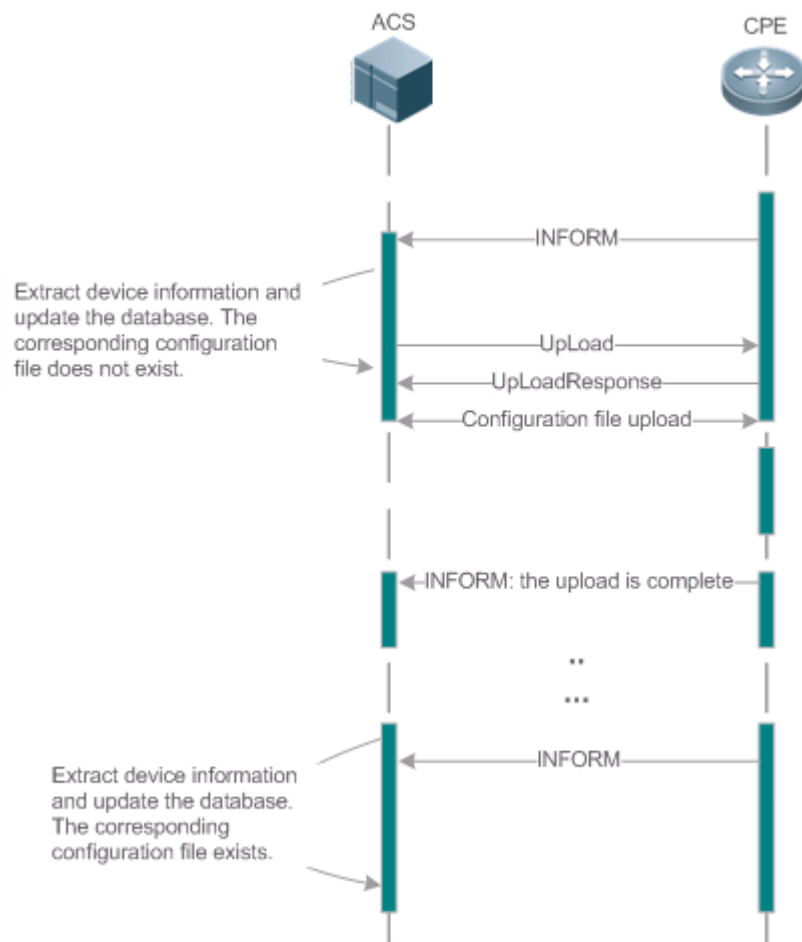 ACS
CPE
INFORM
Extract device information and
update the database. The
corresponding configuration
file does not exist.
UpLoad
UpLoadResponse
Configuration file upload
INFORM: the upload is complete
..
...
INFORM
Extract device information
and update the database.
The corresponding
configuration file exists.